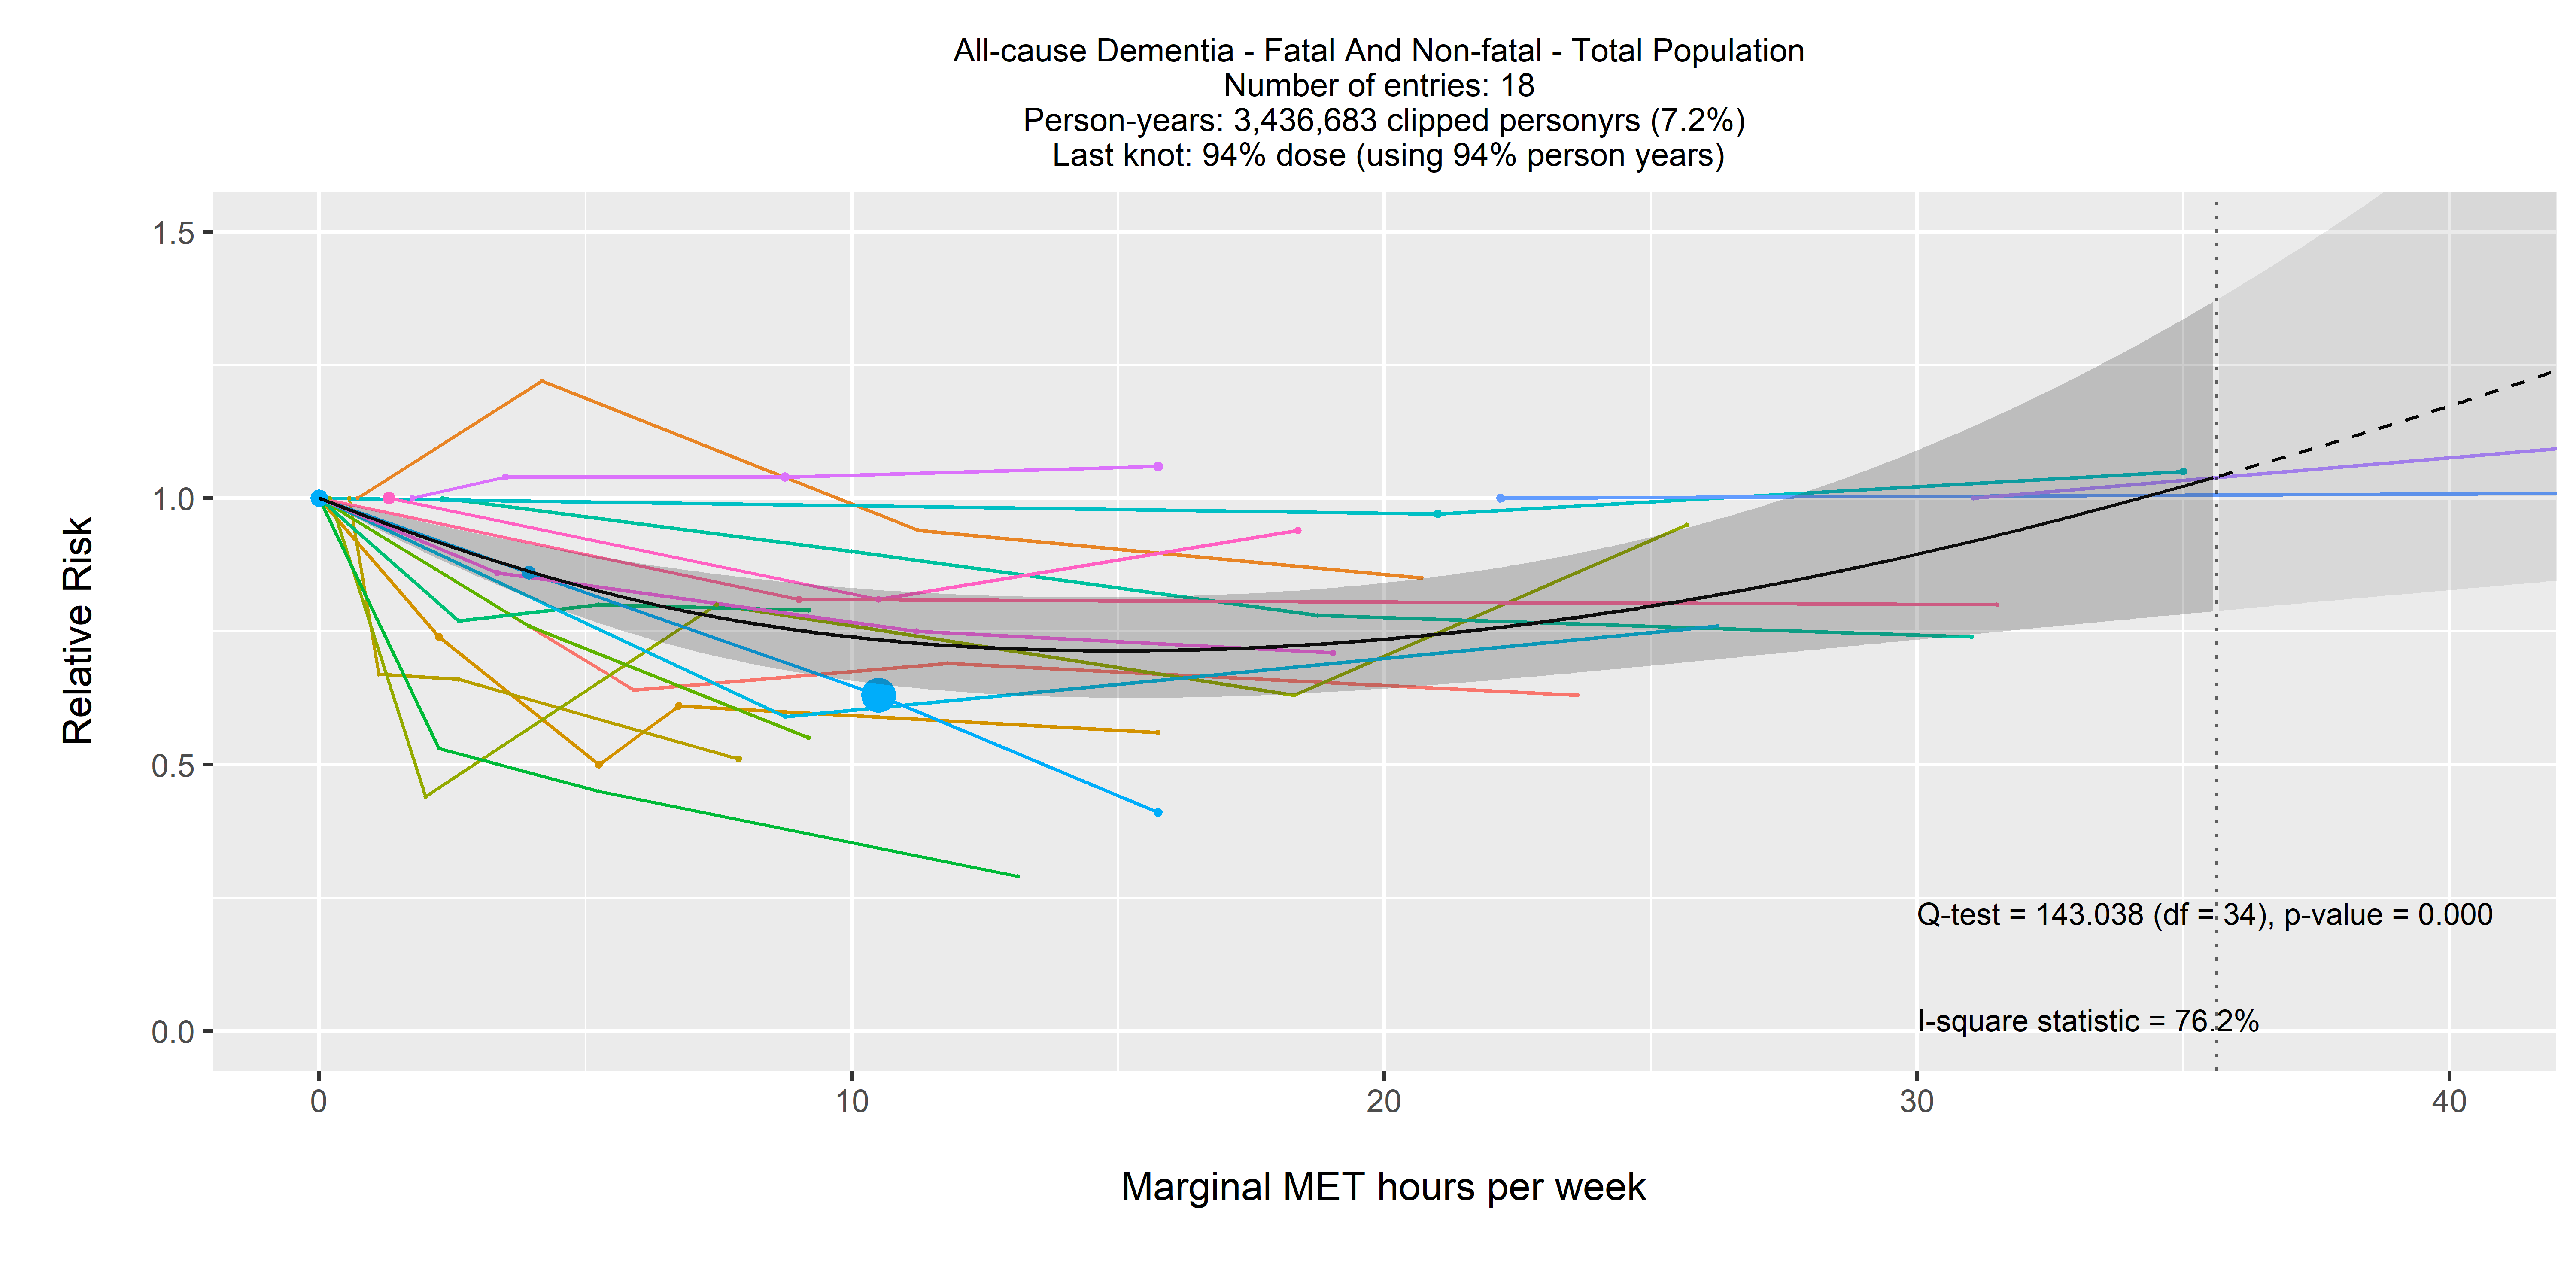 All-cause Dementia - Fatal And Non-fatal - Total Population
Number of entries: 18
Person-years: 3,436,683 clipped personyrs (7.2%)
Last knot: 94% dose (using 94% person years)
1.5
1.0
0.5
0.0
Relative Risk
Q-test = 143.038 (df = 34), p-value = 0.000
I-square statistic = 76.2%
0 10 20 30 40
Marginal MET hours per week